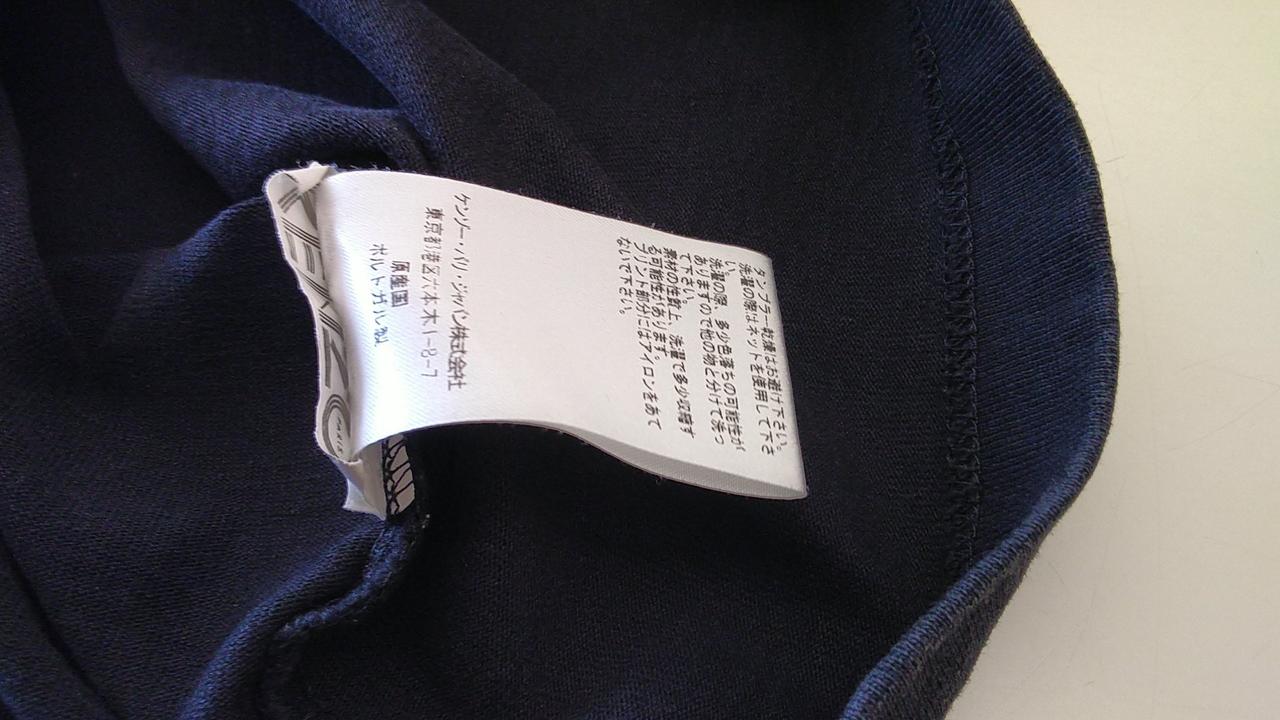 タンブラー乾燥はお避け下さい。
洗濯の際はネットを使用して下さ
い。
洗濯の際、多少色落ちの可能性が
ありますので他の物と分けて洗っ
て下さい。
素材の性質上、洗濯で多少収縮す
る可能性があります。
プリント部分にはアイロンをあて
ないで下さい。
ケンゾー・パリ・ジャパン株式会社
東京都港区六本木1-8-7
原産国
ポルトガル製
KENZO
PARIS